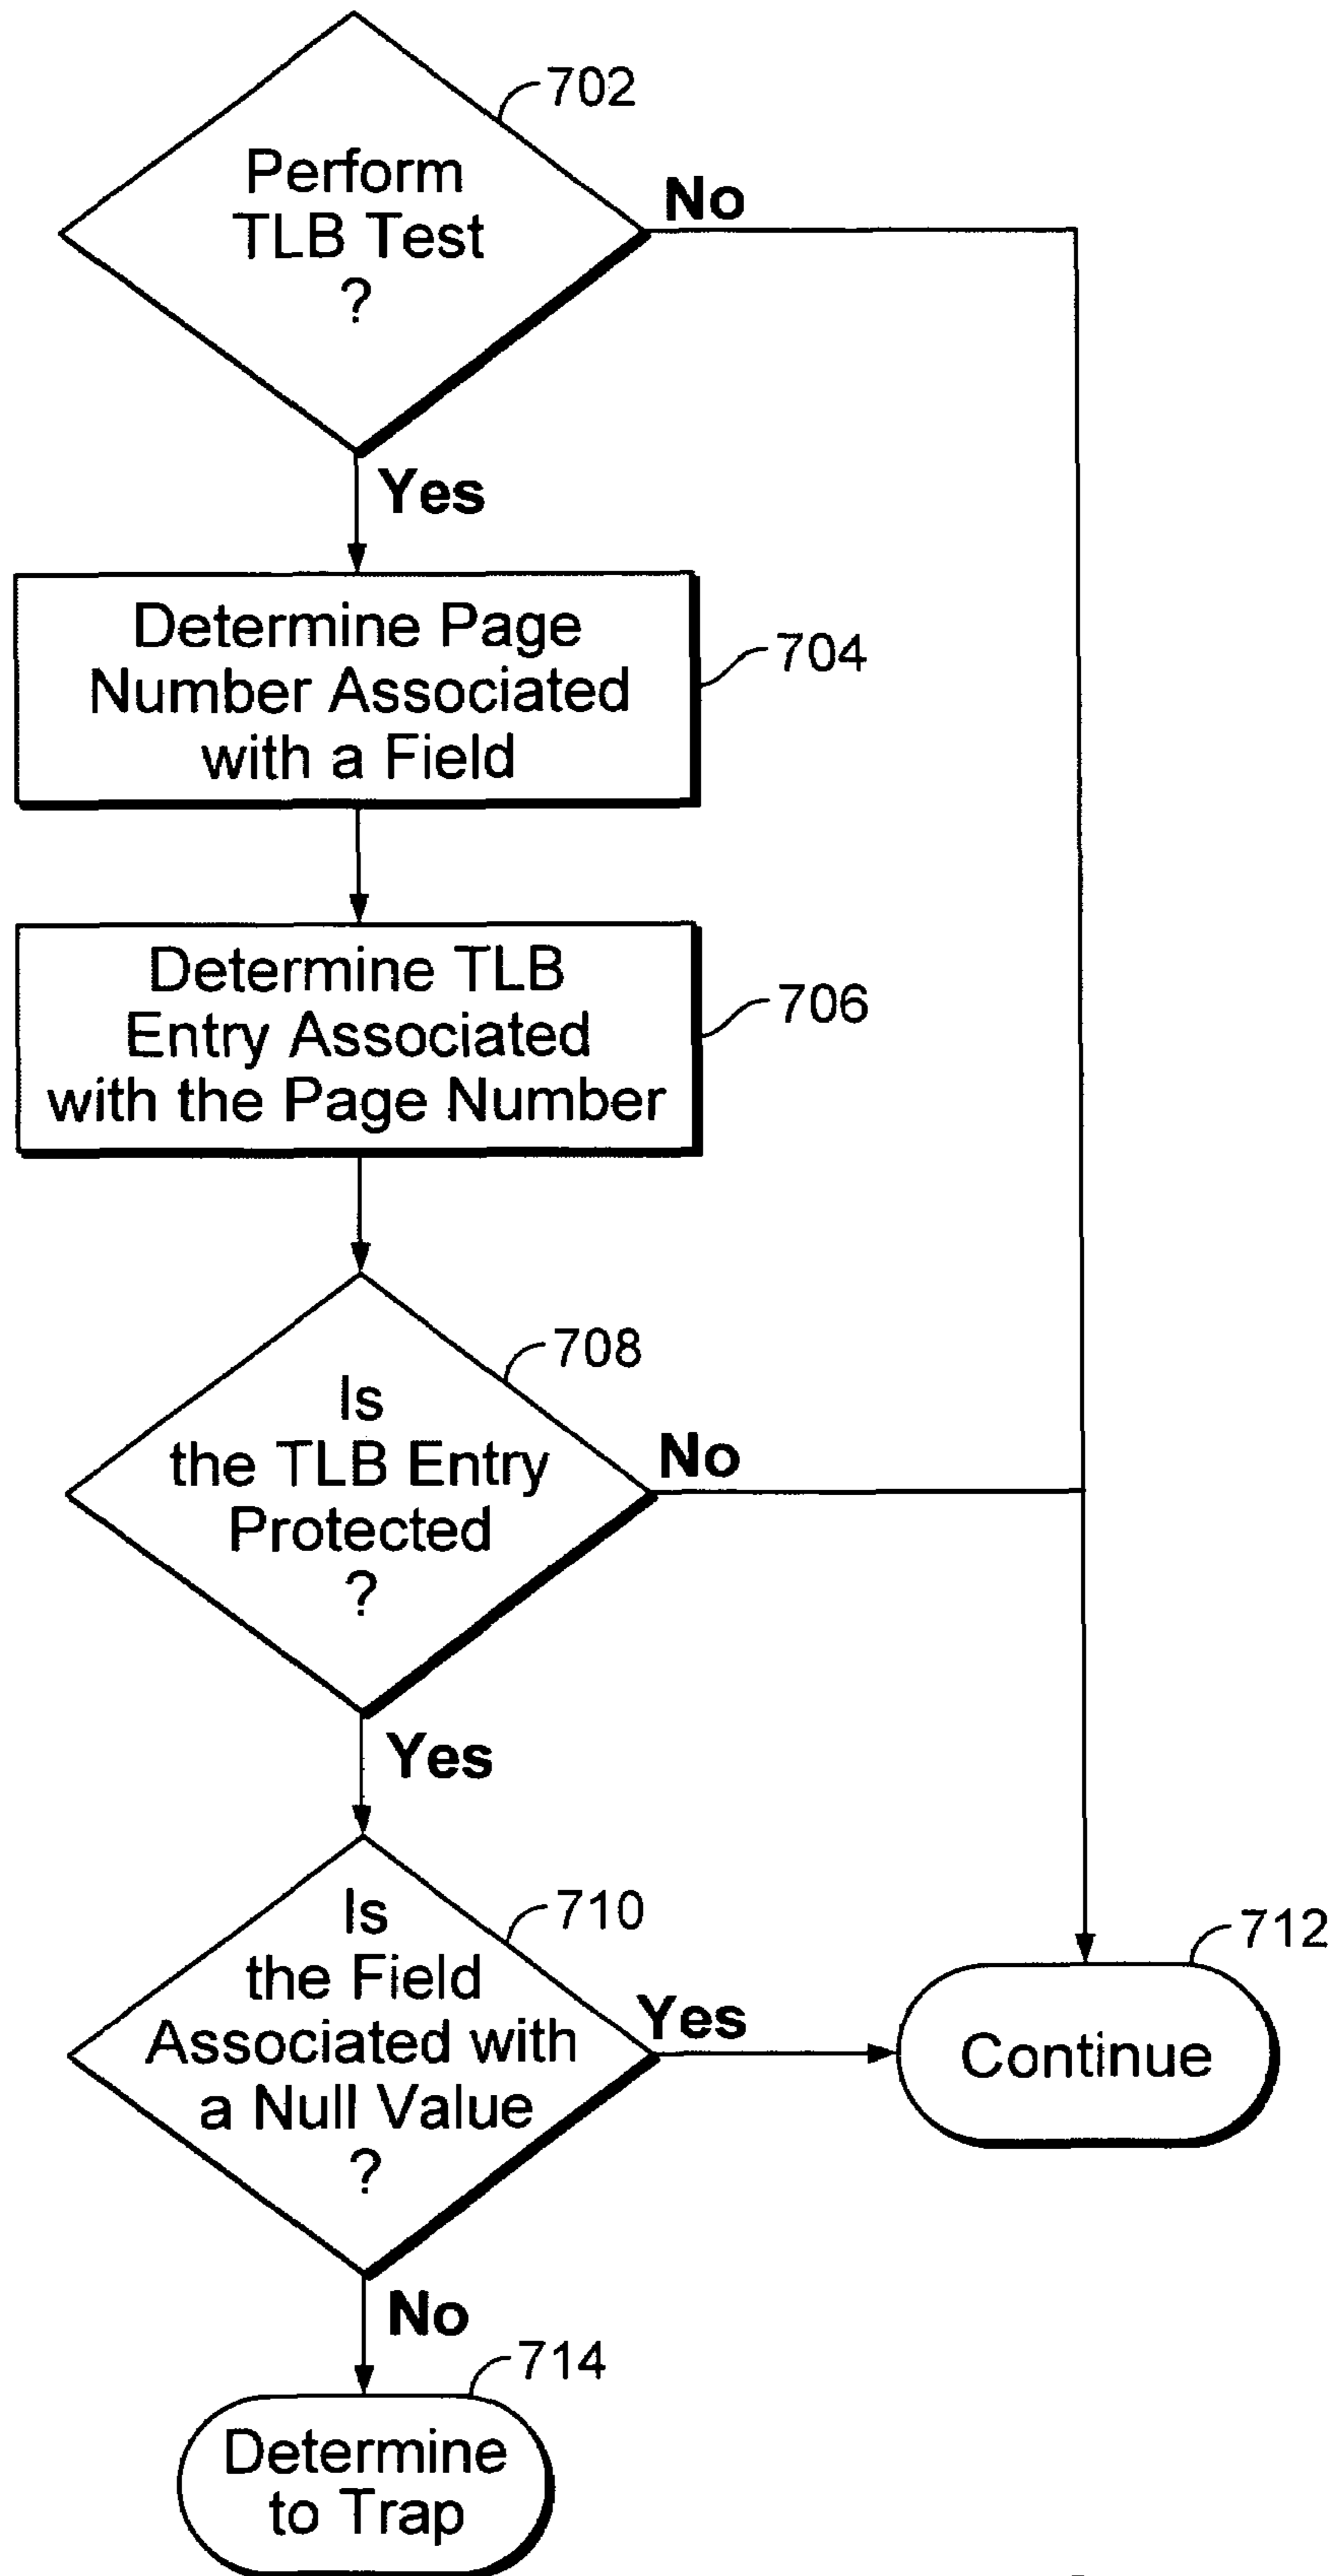 702
Perform
TLB Test
?
No
Yes
Determine Page
Number Associated
with a Field
704
Determine TLB
Entry Associated
with the Page Number
706
708
Is
the TLB Entry
Protected
?
No
Yes
710
Is
the Field
Associated with
a Null Value
?
Yes
712
Continue
No
714
Determine
to Trap